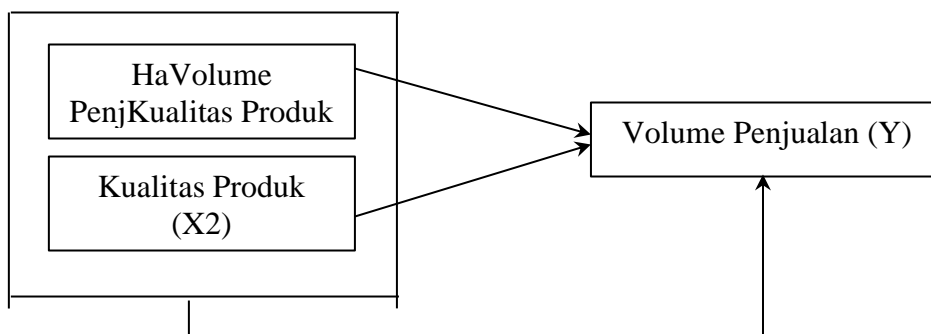 HaVolume
PenjKualitas Produk
Kualitas Produk
(X2)
Volume Penjualan (Y)